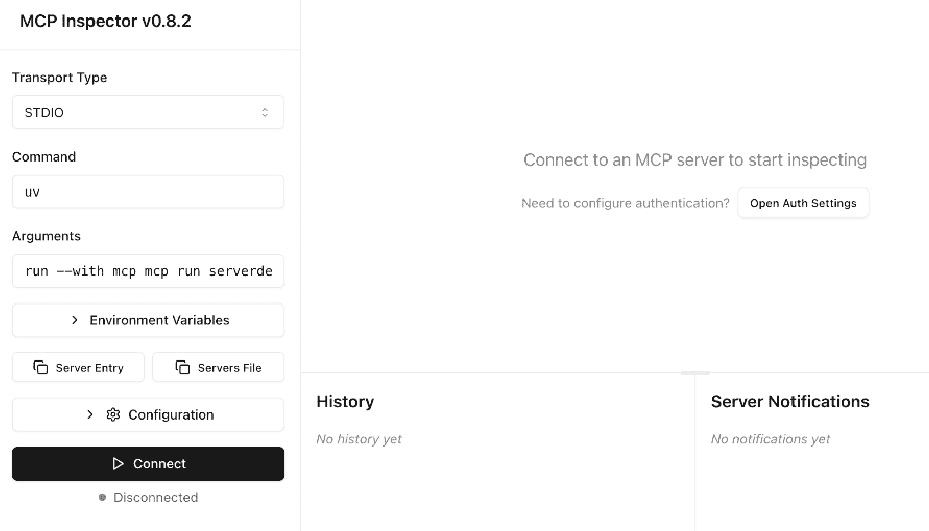 MCP Inspector v0.8.2
Transport Type
STDIO
Command
uv
Arguments
run --with mcp mcp run serverde
Environment Variables
Server Entry
Servers File
Configuration
Connect
Disconnected
Connect to an MCP server to start inspecting
Need to configure authentication? Open Auth Settings
History
No history yet
Server Notifications
No notifications yet